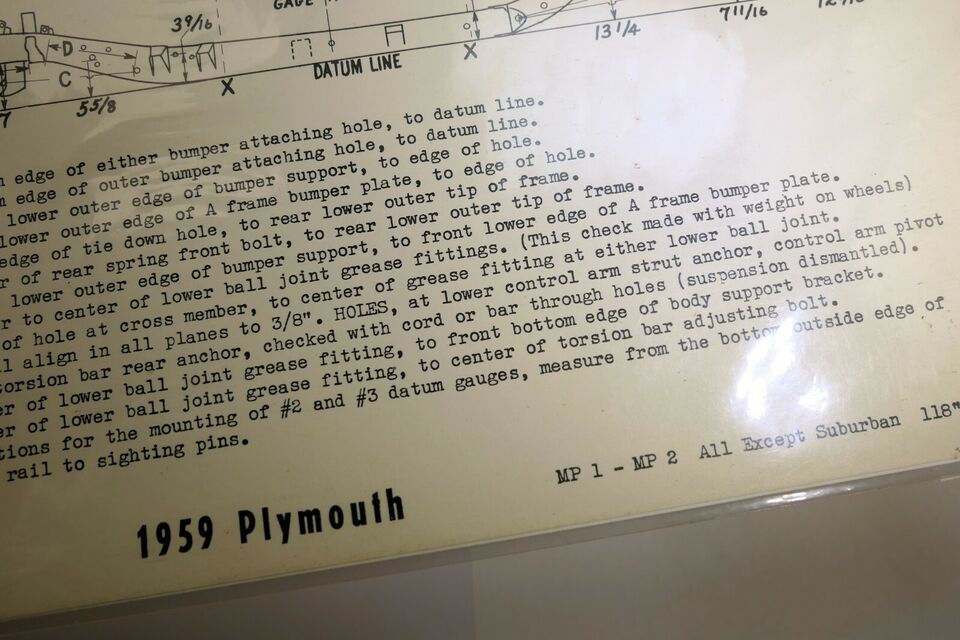 GAGE
3 9/16
7 11/16
13 1/4
D
X
DATUM LINE
C
X
5 5/8
7
edge of either bumper attaching hole, to datum line.
edge of outer bumper attaching hole, to datum line.
lower outer edge of bumper support, to edge of hole.
lower outer edge of A frame bumper plate, to edge of hole.
edge of tie down hole, to rear lower outer tip of frame.
of rear spring front bolt, to rear lower outer tip of frame.
lower outer edge of bumper support, to front lower edge of A frame bumper plate.
to center of lower ball joint grease fittings. (This check made with weight on wheels)
of hole at cross member, to center of grease fitting at either lower ball joint.
align in all planes to 3/8". HOLES, at lower control arm strut anchor, control arm pivot
torsion bar rear anchor, checked with cord or bar through holes (suspension dismantled).
of lower ball joint grease fitting, to front bottom edge of body support bracket.
of lower ball joint grease fitting, to center of torsion bar adjusting bolt.
for the mounting of #2 and #3 datum gauges, measure from the bottom outside edge of
rail to sighting pins.
MP 1 - MP 2 All Except Suburban 118"
1959 Plymouth